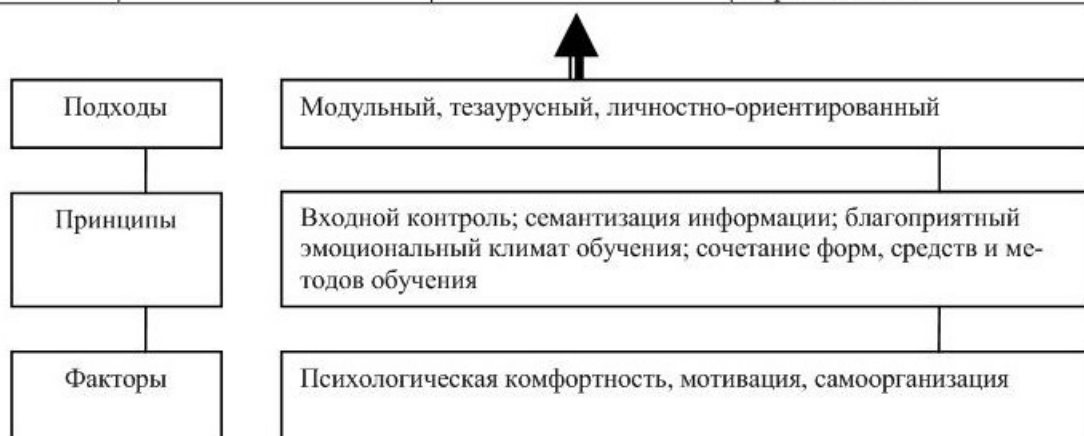 Подходы
Модульный, тезаурусный, личностно-ориентированный
Принципы
Входной контроль; семантизация информации; благоприятный
эмоциональный климат обучения; сочетание форм, средств и ме-
тодов обучения
Факторы
Психологическая комфортность, мотивация, самоорганизация